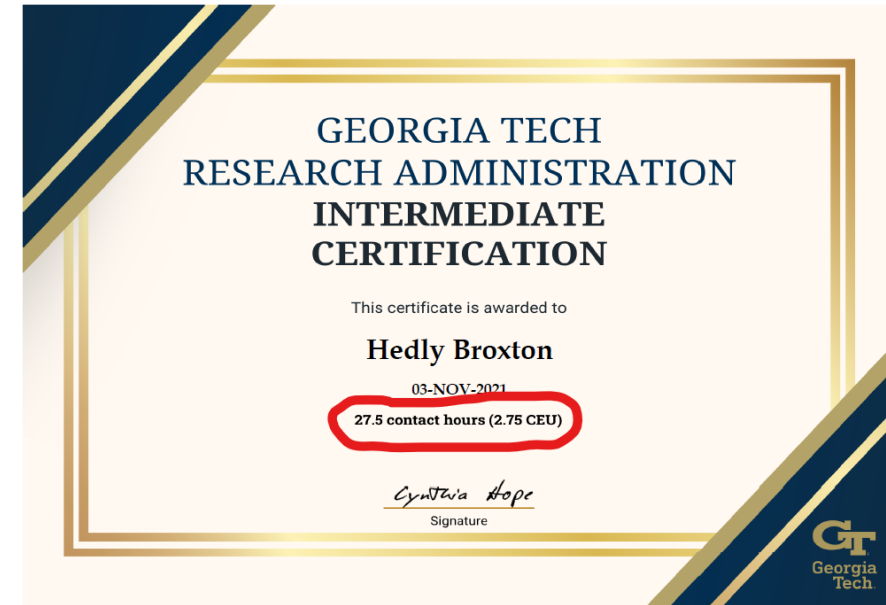 GEORGIA TECH
RESEARCH ADMINISTRATION
INTERMEDIATE
CERTIFICATION
This certificate is awarded to
Hedly Broxton
03-NOV-2021
27.5 contact hours (2.75 CEU)
Cynthia Hope
Signature
GT
Georgia
Tech